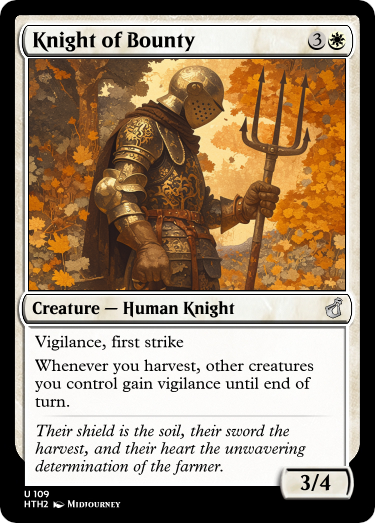 Knight of Bounty 3
Creature — Human Knight
Vigilance, first strike
Whenever you harvest, other creatures
you control gain vigilance until end of
turn.
Their shield is the soil, their sword the
harvest, and their heart the unwavering
determination of the farmer.
3/4
U 109
HTH2 Midjourney